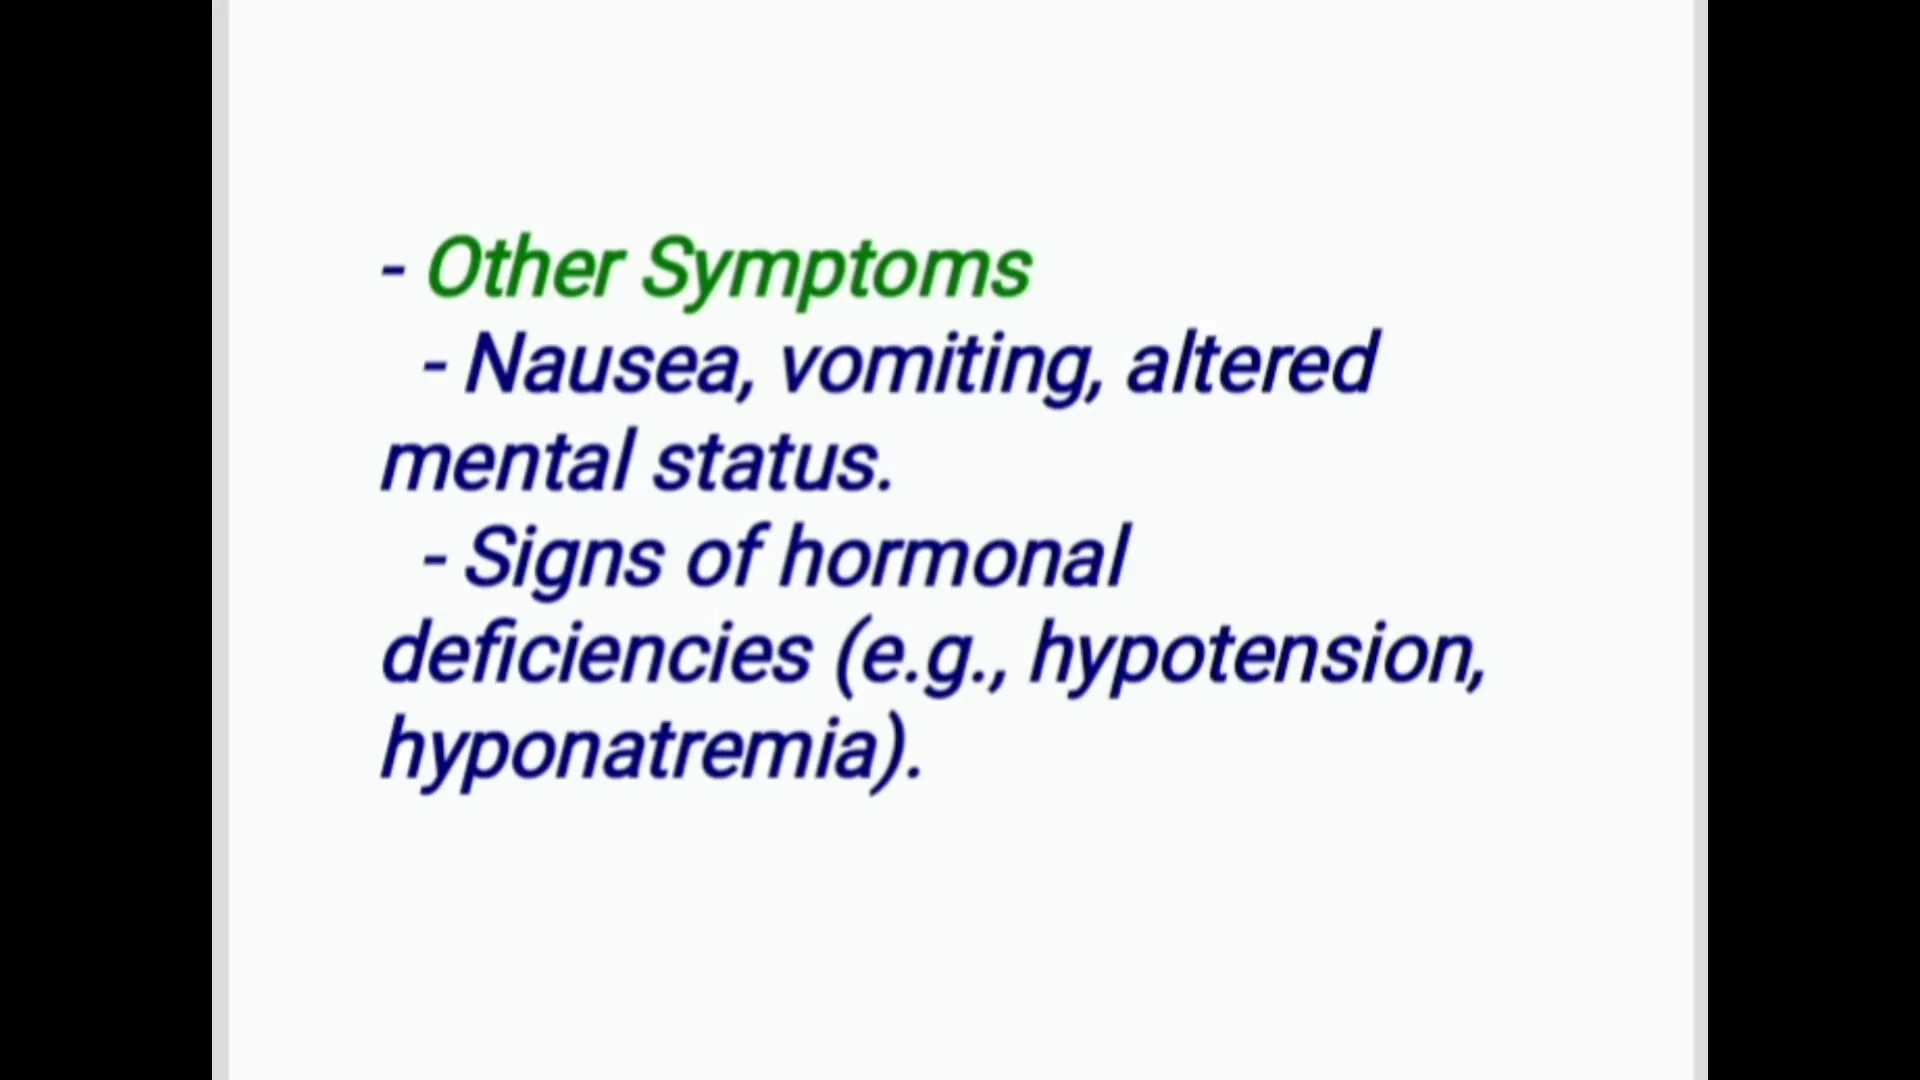 - Other Symptoms
- Nausea, vomiting, altered
mental status.
- Signs of hormonal
deficiencies (e.g., hypotension,
hyponatremia).